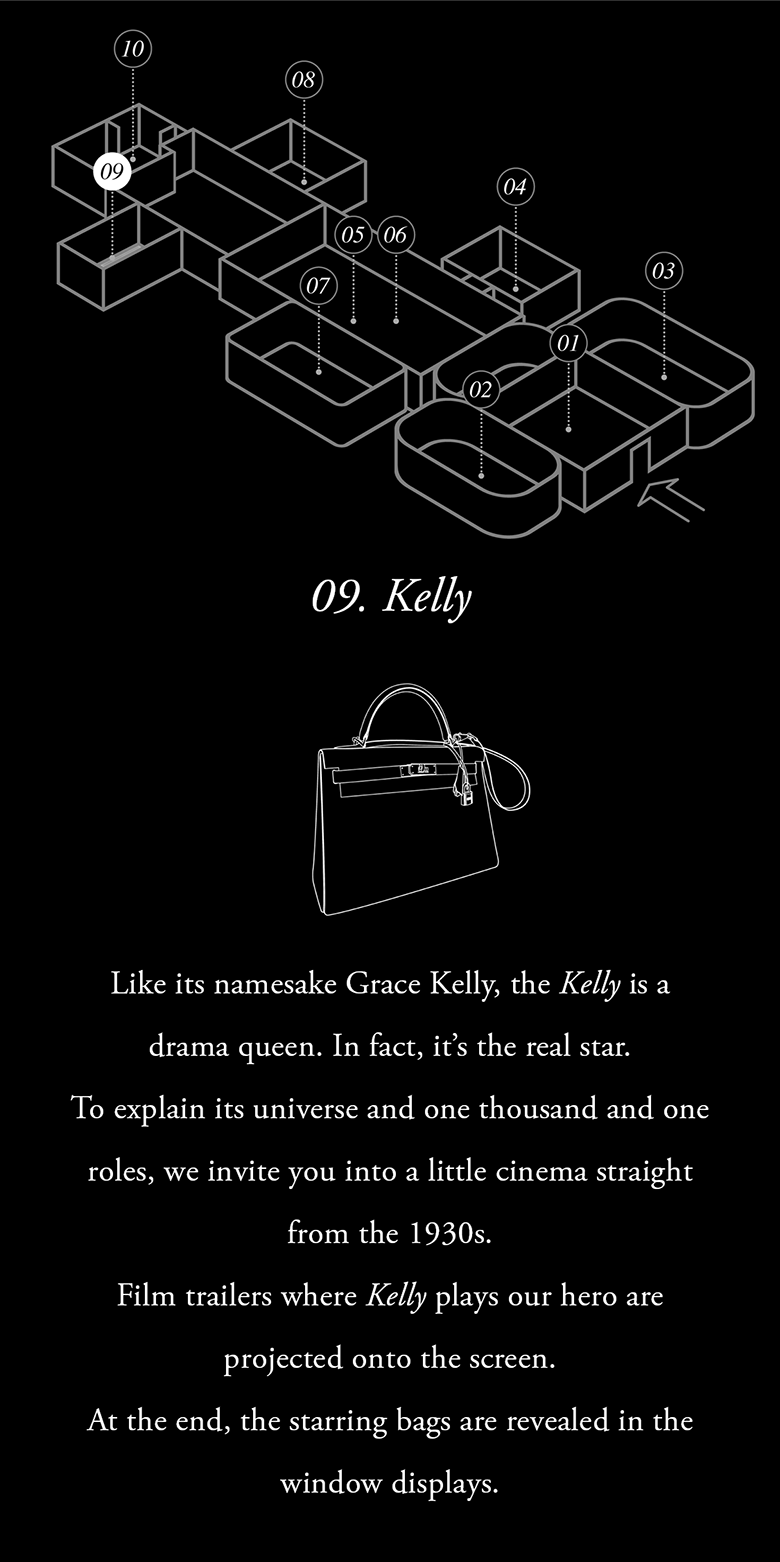 10
08
09
04
05
06
03
07
01
02
09. Kelly
Like its namesake Grace Kelly, the Kelly is a
drama queen. In fact, it’s the real star.
To explain its universe and one thousand and one
roles, we invite you into a little cinema straight
from the 1930s.
Film trailers where Kelly plays our hero are
projected onto the screen.
At the end, the starring bags are revealed in the
window displays.